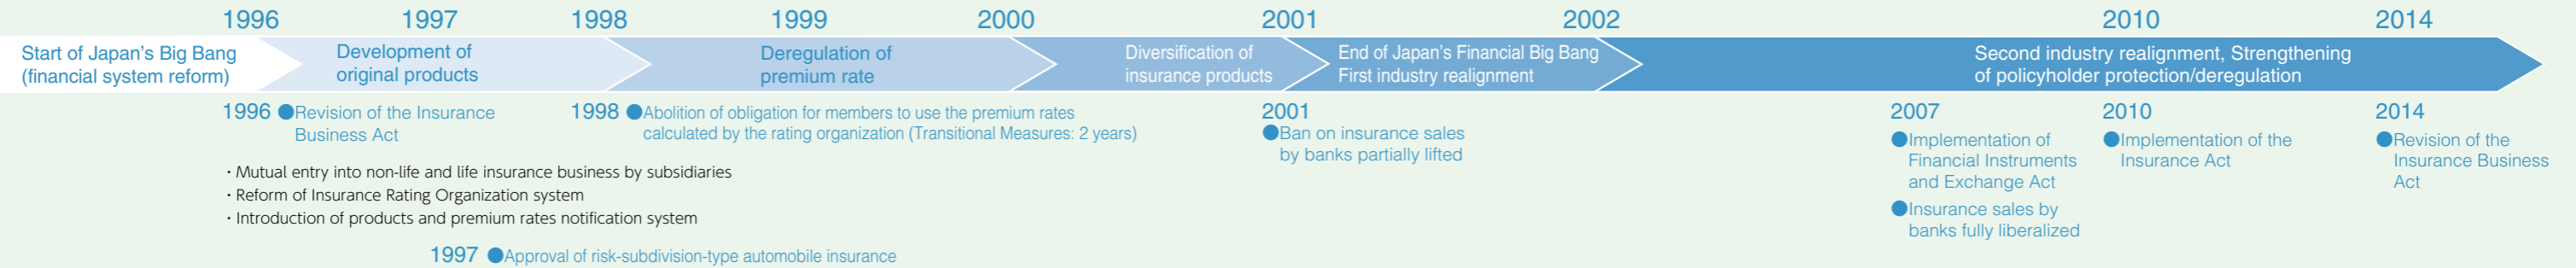 1996 1997 1998 1999 2000 2001 2002 2010 2014
Start of Japan's Big Bang
(financial system reform)
Development of
original products
Deregulation of
premium rate
Diversification of
insurance products
End of Japan's Financial Big Bang
First industry realignment
Second industry realignment, Strengthening
of policyholder protection/deregulation
1996 ●Revision of the Insurance
Business Act
・Mutual entry into non-life and life insurance business by subsidiaries
・Reform of Insurance Rating Organization system
・Introduction of products and premium rates notification system
1997 ●Approval of risk-subdivision-type automobile insurance
1998 ●Abolition of obligation for members to use the premium rates
calculated by the rating organization (Transitional Measures: 2 years)
2001
●Ban on insurance sales
by banks partially lifted
2007
●Implementation of
Financial Instruments
and Exchange Act
●Insurance sales by
banks fully liberalized
2010
●Implementation of the
Insurance Act
2014
●Revision of the
Insurance Business
Act